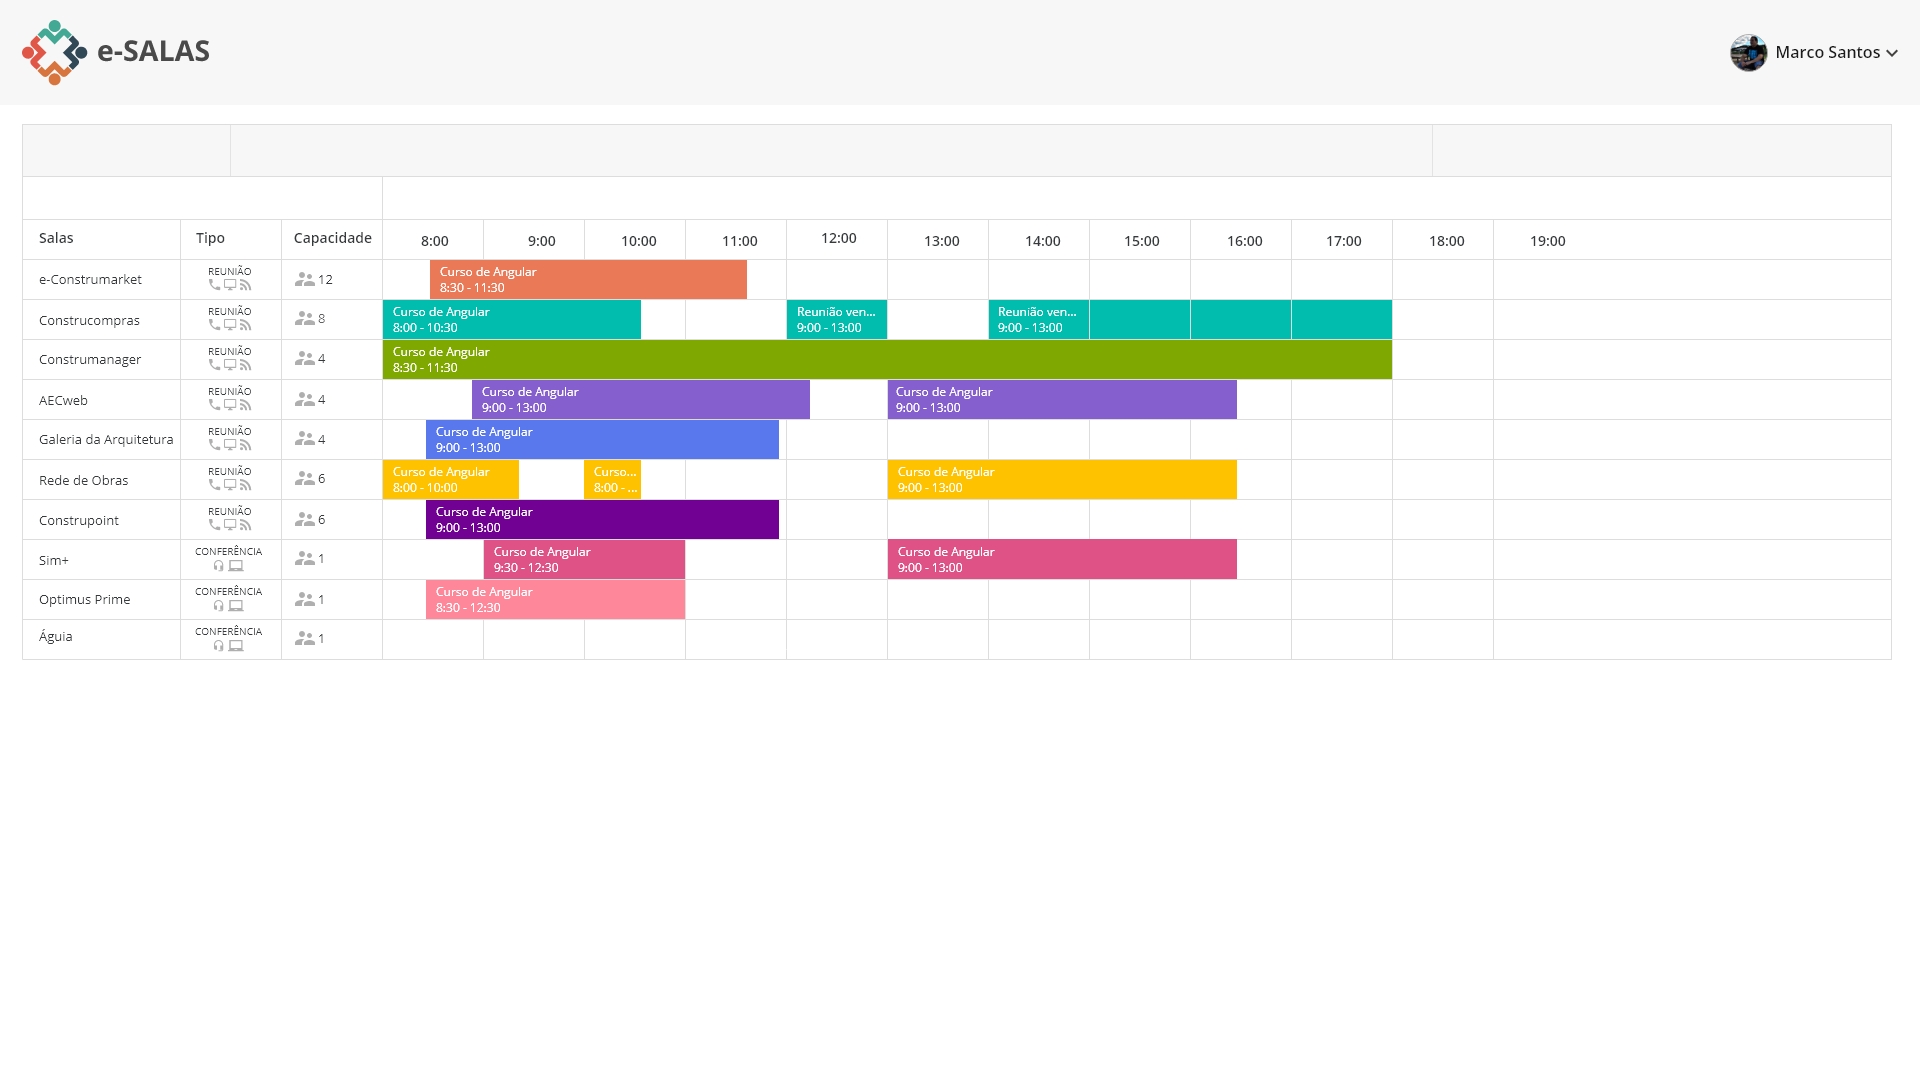 e-SALAS
Marco Santos
Salas Tipo Capacidade 8:00 9:00 10:00 11:00 12:00 13:00 14:00 15:00 16:00 17:00 18:00 19:00
e-Construmarket REUNIÃO 12 Curso de Angular
8:30 - 11:30
Construcompras REUNIÃO 8 Curso de Angular Reunião ven... Reunião ven...
8:00 - 10:30 9:00 - 13:00 9:00 - 13:00
Construmanager REUNIÃO 4 Curso de Angular
8:30 - 11:30
AECweb REUNIÃO 4 Curso de Angular Curso de Angular
9:00 - 13:00 9:00 - 13:00
Galeria da Arquitetura REUNIÃO 4 Curso de Angular
9:00 - 13:00
Rede de Obras REUNIÃO 6 Curso de Angular Curso... Curso de Angular
8:00 - 10:00 8:00 - ... 9:00 - 13:00
Construpoint REUNIÃO 6 Curso de Angular
9:00 - 13:00
Sim+ CONFERÊNCIA 1 Curso de Angular Curso de Angular
9:30 - 12:30 9:00 - 13:00
Optimus Prime CONFERÊNCIA 1 Curso de Angular
8:30 - 12:30
Águia CONFERÊNCIA 1